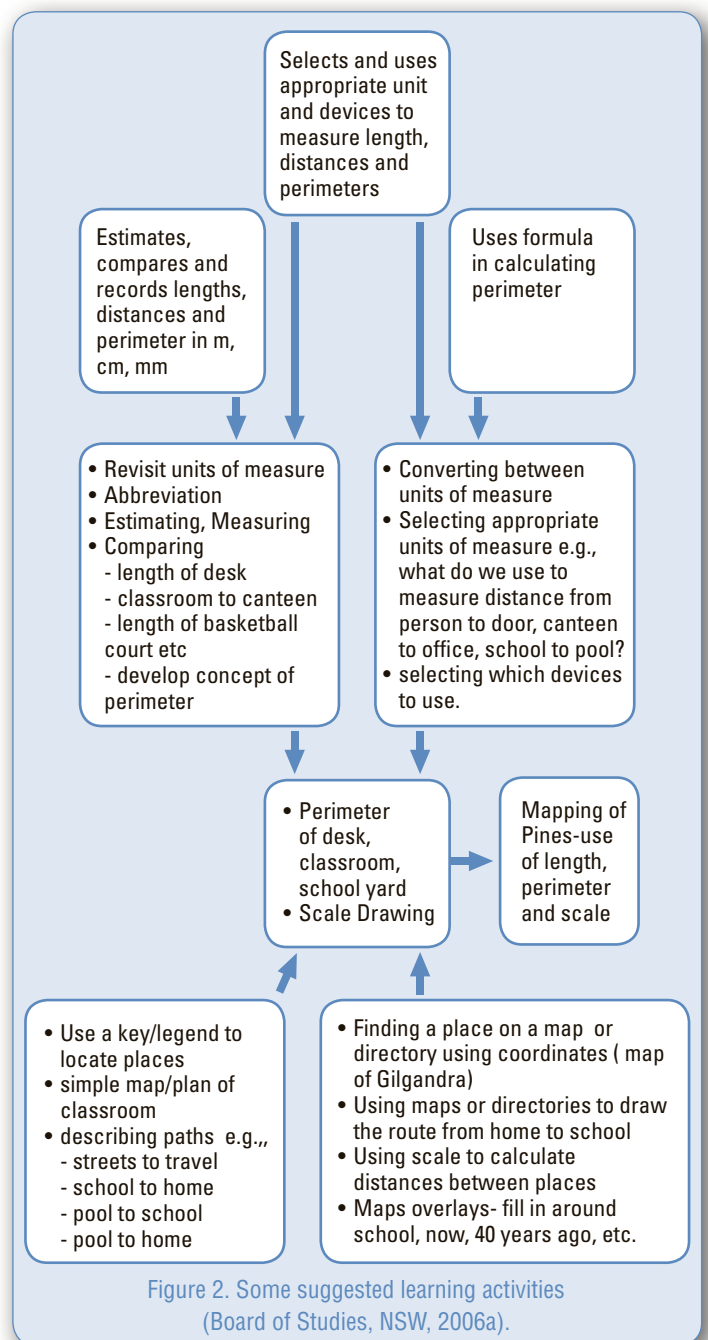 Selects and uses
appropriate unit
and devices to
measure length,
distances and
perimeters
Estimates,
compares and
records lengths,
distances and
perimeter in m,
cm, mm
Uses formula
in calculating
perimeter
• Revisit units of measure
• Abbreviation
• Estimating, Measuring
• Comparing
- length of desk
- classroom to canteen
- length of basketball
court etc
- develop concept of
perimeter
• Converting between
units of measure
• Selecting appropriate
units of measure e.g.,
what do we use to
measure distance from
person to door, canteen
to office, school to pool?
• selecting which devices
to use.
• Perimeter
of desk,
classroom,
school yard
• Scale Drawing
Mapping of
Pines-use
of length,
perimeter
and scale
• Use a key/legend to
locate places
• simple map/plan of
classroom
• describing paths e.g.,,
- streets to travel
- school to home
- pool to school
- pool to home
• Finding a place on a map or
directory using coordinates ( map
of Gilgandra)
• Using maps or directories to draw
the route from home to school
• Using scale to calculate
distances between places
• Maps overlays- fill in around
school, now, 40 years ago, etc.
Figure 2. Some suggested learning activities
(Board of Studies, NSW, 2006a).